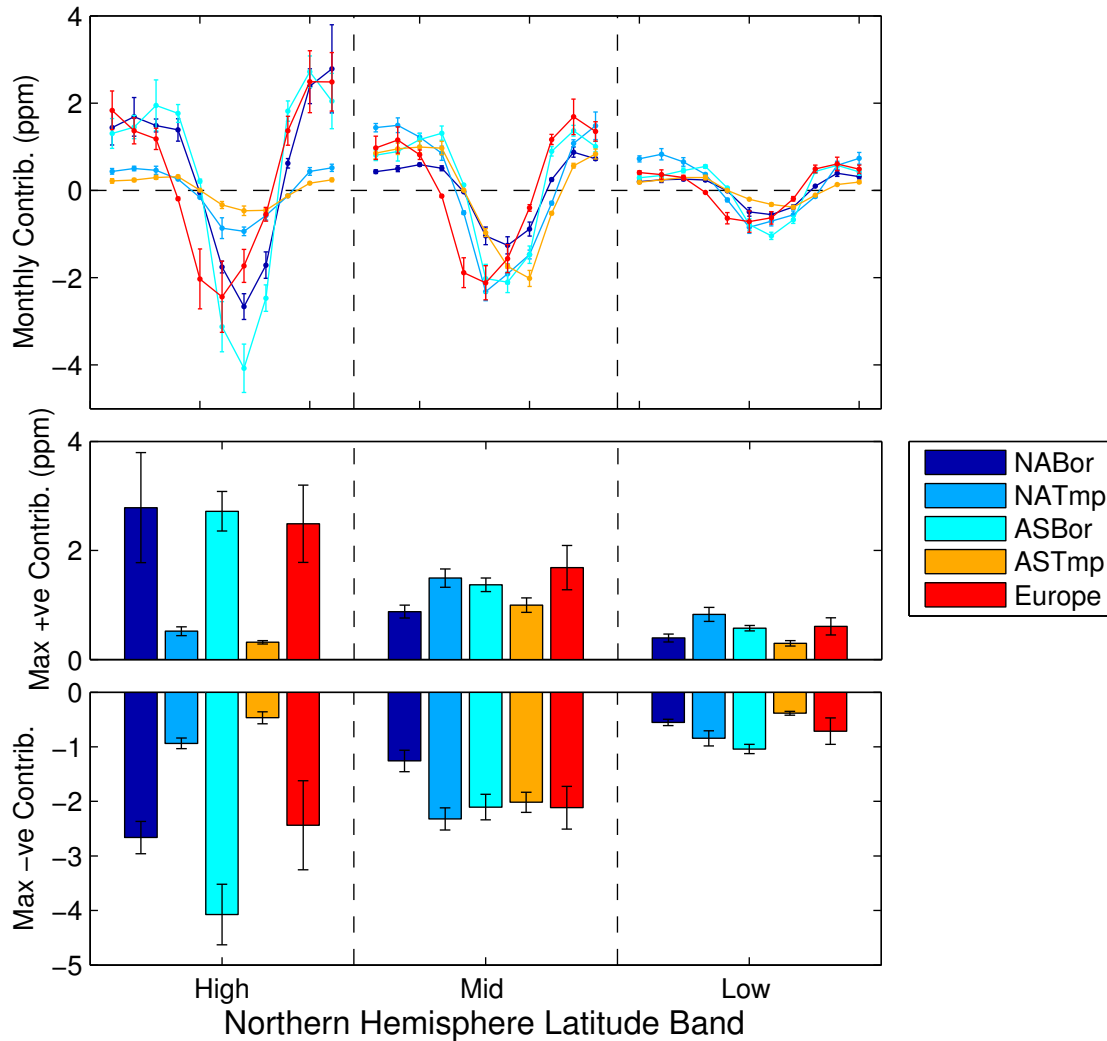 Monthly Contrib. (ppm)
4
2
0
−2
−4
Max +ve Contrib. (ppm)
4
2
0
Max −ve Contrib.
0
−1
−2
−3
−4
−5
High Mid Low
Northern Hemisphere Latitude Band
NABor
NATmp
ASBor
ASTmp
Europe